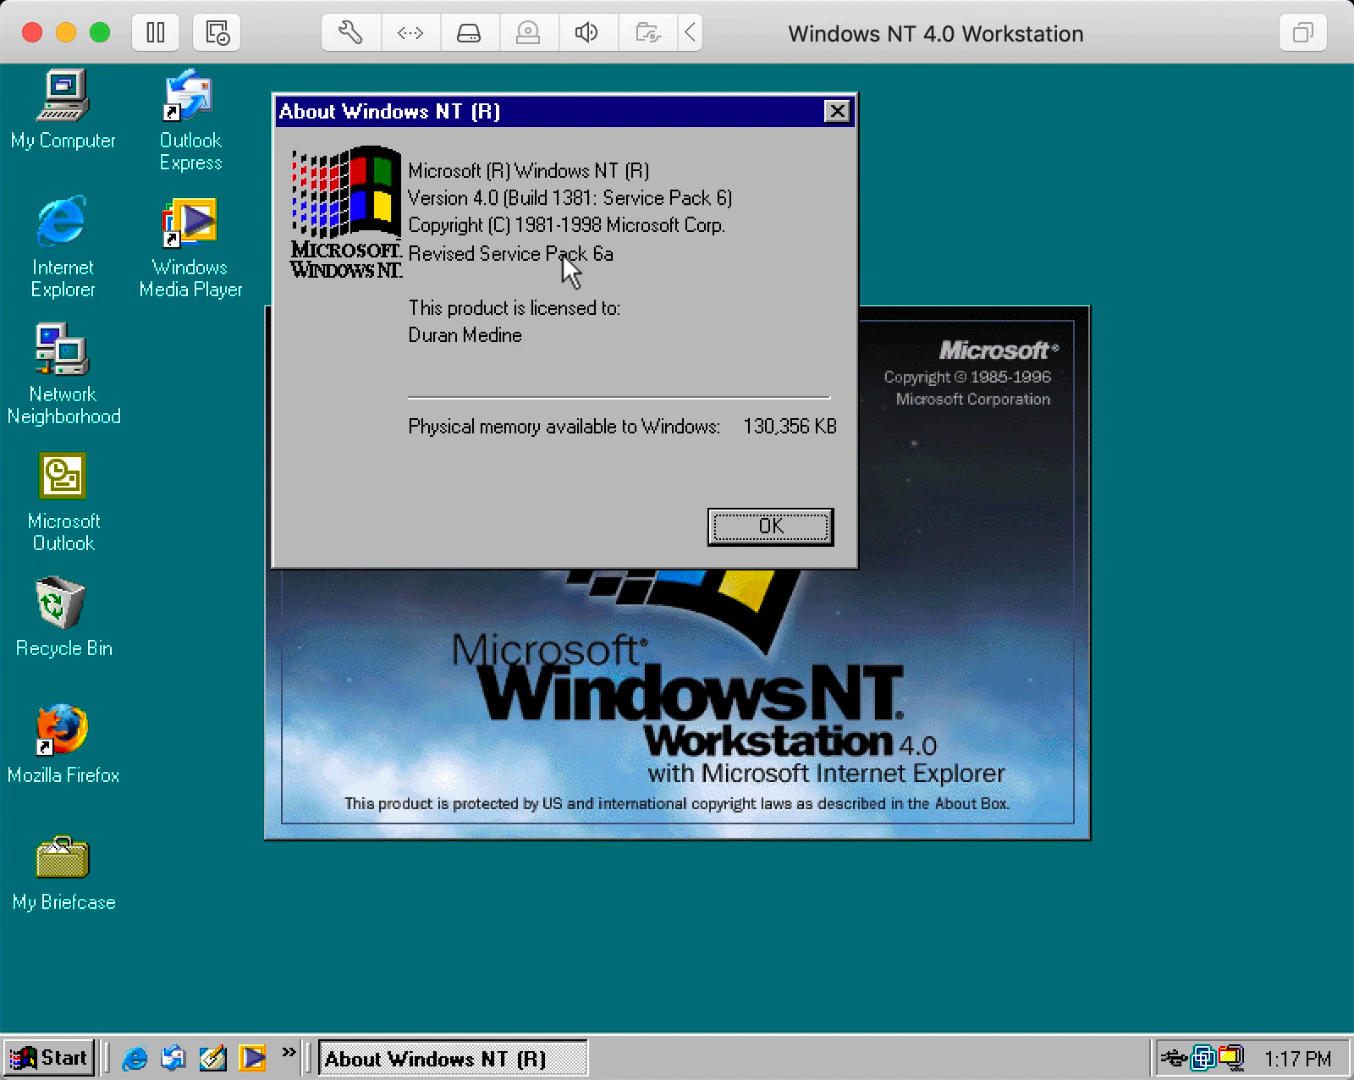 Windows NT 4.0 Workstation
My Computer
Outlook
Express
Internet
Explorer
Windows
Media Player
Network
Neighborhood
Microsoft
Outlook
Recycle Bin
Mozilla Firefox
My Briefcase
About Windows NT (R)
MICROSOFT.
WINDOWS NT.
Microsoft (R) Windows NT (R)
Version 4.0 (Build 1381: Service Pack 6)
Copyright (C) 1981-1998 Microsoft Corp.
Revised Service Pack 6a
This product is licensed to:
Duran Medine
Physical memory available to Windows: 130,356 KB
OK
Microsoft®
Copyright © 1985-1996
Microsoft Corporation
Microsoft®
Windows NT®
Workstation 4.0
with Microsoft Internet Explorer
This product is protected by US and international copyright laws as described in the About Box.
Start
About Windows NT (R)
1:17 PM